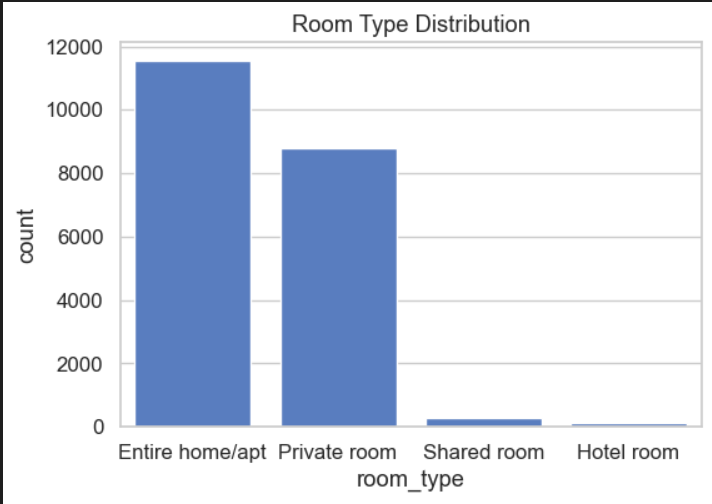 Room Type Distribution
12000
10000
8000
6000
4000
2000
0
count
Entire home/apt Private room Shared room Hotel room
room_type